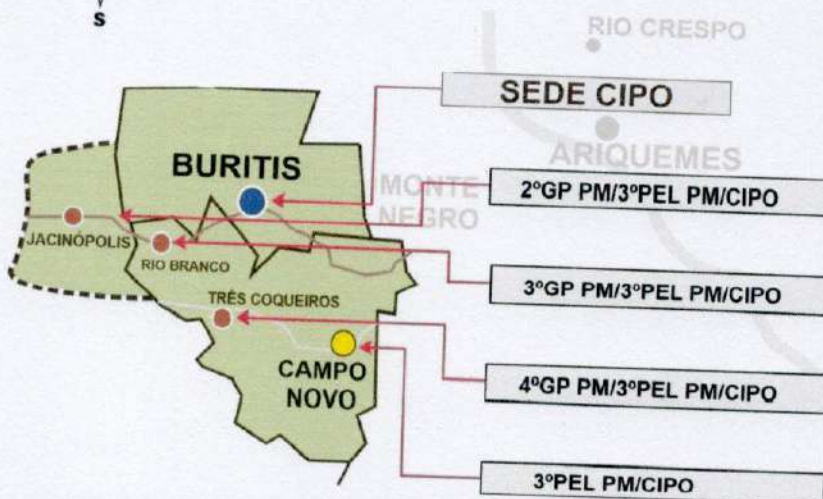 S
RIO CRESPO
SEDE CIPO
ARIQUEMES
BURITIS
MONTE
NEGRO
2ºGP PM/3ºPEL PM/CIPO
JACINÓPOLIS
RIO BRANCO
3ºGP PM/3ºPEL PM/CIPO
TRÊS COQUEIROS
CAMPO
NOVO
4ºGP PM/3ºPEL PM/CIPO
3ºPEL PM/CIPO